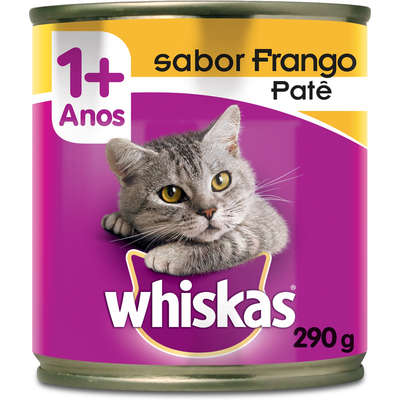 1+
Anos
sabor Frango
Patê
whiskas
290 g